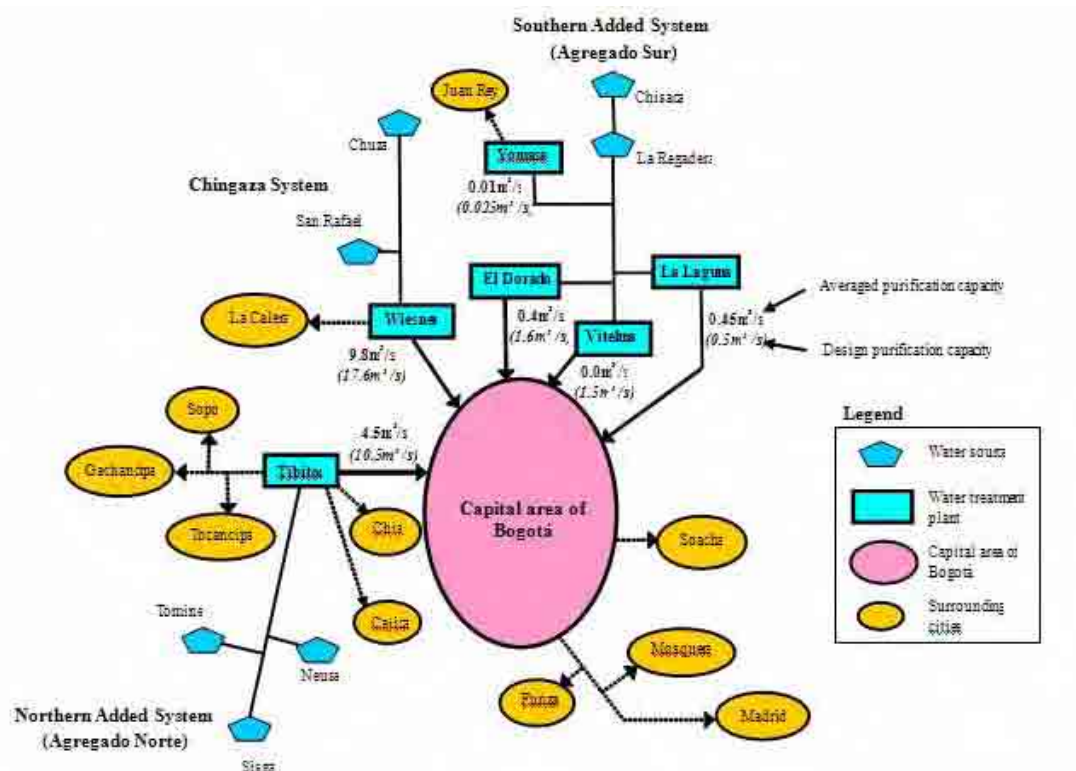 Southern Added System
(Agregado Sur)
Juan Rey
Chisaca
Chuza
Yomasa
La Regadera
0.01m³/s
(0.025m³/s)
Chingaza System
San Rafael
El Dorado
La Laguna
Averaged purification capacity
La Calera
Wiesner
0.4m³/s
(1.6m³/s)
Vitelma
0.45m³/s
(0.5m³/s)
Design purification capacity
9.8m³/s
(17.6m³/s)
0.0m³/s
(1.5m³/s)
Sopo
4.5m³/s
(10.5m³/s)
Legend
Water source
Gachancipa
Tibitoc
Water treatment
plant
Capital area of
Bogotá
Tocancipa
Chia
Soacha
Capital area of
Bogotá
Surrounding
cities
Tomine
Cajica
Neusa
Mosquera
Funza
Madrid
Northern Added System
(Agregado Norte)
Sisga